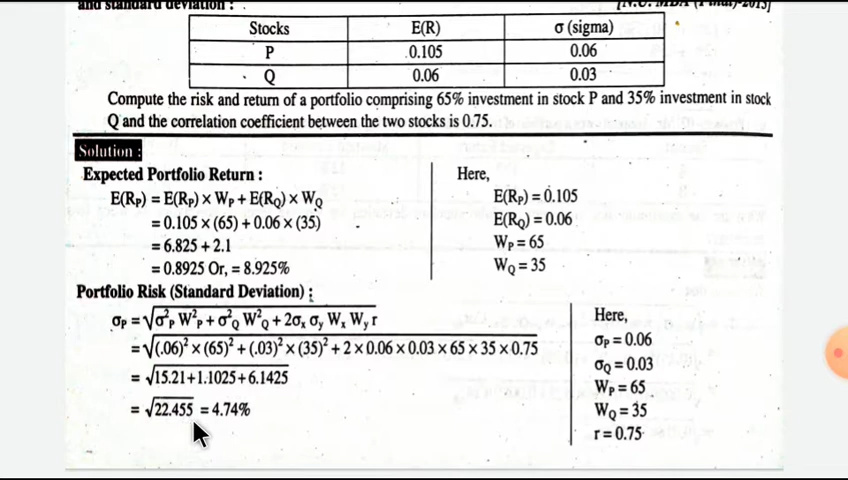 and standard deviation : [N.U. MBA (Final)-2013]
Stocks E(R) σ (sigma)
P 0.105 0.06
Q 0.06 0.03
Compute the risk and return of a portfolio comprising 65% investment in stock P and 35% investment in stock
Q and the correlation coefficient between the two stocks is 0.75.
Solution :
Expected Portfolio Return :
E(RP) = E(RP) × WP + E(RQ) × WQ
= 0.105 × (65) + 0.06 × (35)
= 6.825 + 2.1
= 0.8925 Or, = 8.925%
Here,
E(RP) = 0.105
E(RQ) = 0.06
WP = 65
WQ = 35
Portfolio Risk (Standard Deviation) :
σP = √σ²P W²P + σ²Q W²Q + 2σx σy Wx Wy r
= √(.06)² × (65)² + (.03)² × (35)² + 2 × 0.06 × 0.03 × 65 × 35 × 0.75
= √15.21+1.1025+6.1425
= √22.455 = 4.74%
Here,
σP = 0.06
σQ = 0.03
WP = 65
WQ = 35
r = 0.75